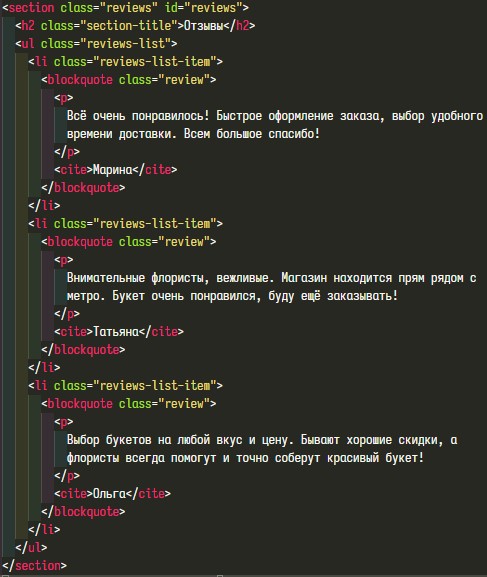 <section class="reviews" id="reviews">
<h2 class="section-title">Отзывы</h2>
<ul class="reviews-list">
<li class="reviews-list-item">
<blockquote class="review">
<p>
Всё очень понравилось! Быстрое оформление заказа, выбор удобного
времени доставки. Всем большое спасибо!
</p>
<cite>Марина</cite>
</blockquote>
</li>
<li class="reviews-list-item">
<blockquote class="review">
<p>
Внимательные флористы, вежливые. Магазин находится прям рядом с
метро. Букет очень понравился, буду ещё заказывать!
</p>
<cite>Татьяна</cite>
</blockquote>
</li>
<li class="reviews-list-item">
<blockquote class="review">
<p>
Выбор букетов на любой вкус и цену. Бывают хорошие скидки, а
флористы всегда помогут и точно соберут красивый букет!
</p>
<cite>Ольга</cite>
</blockquote>
</li>
</ul>
</section>